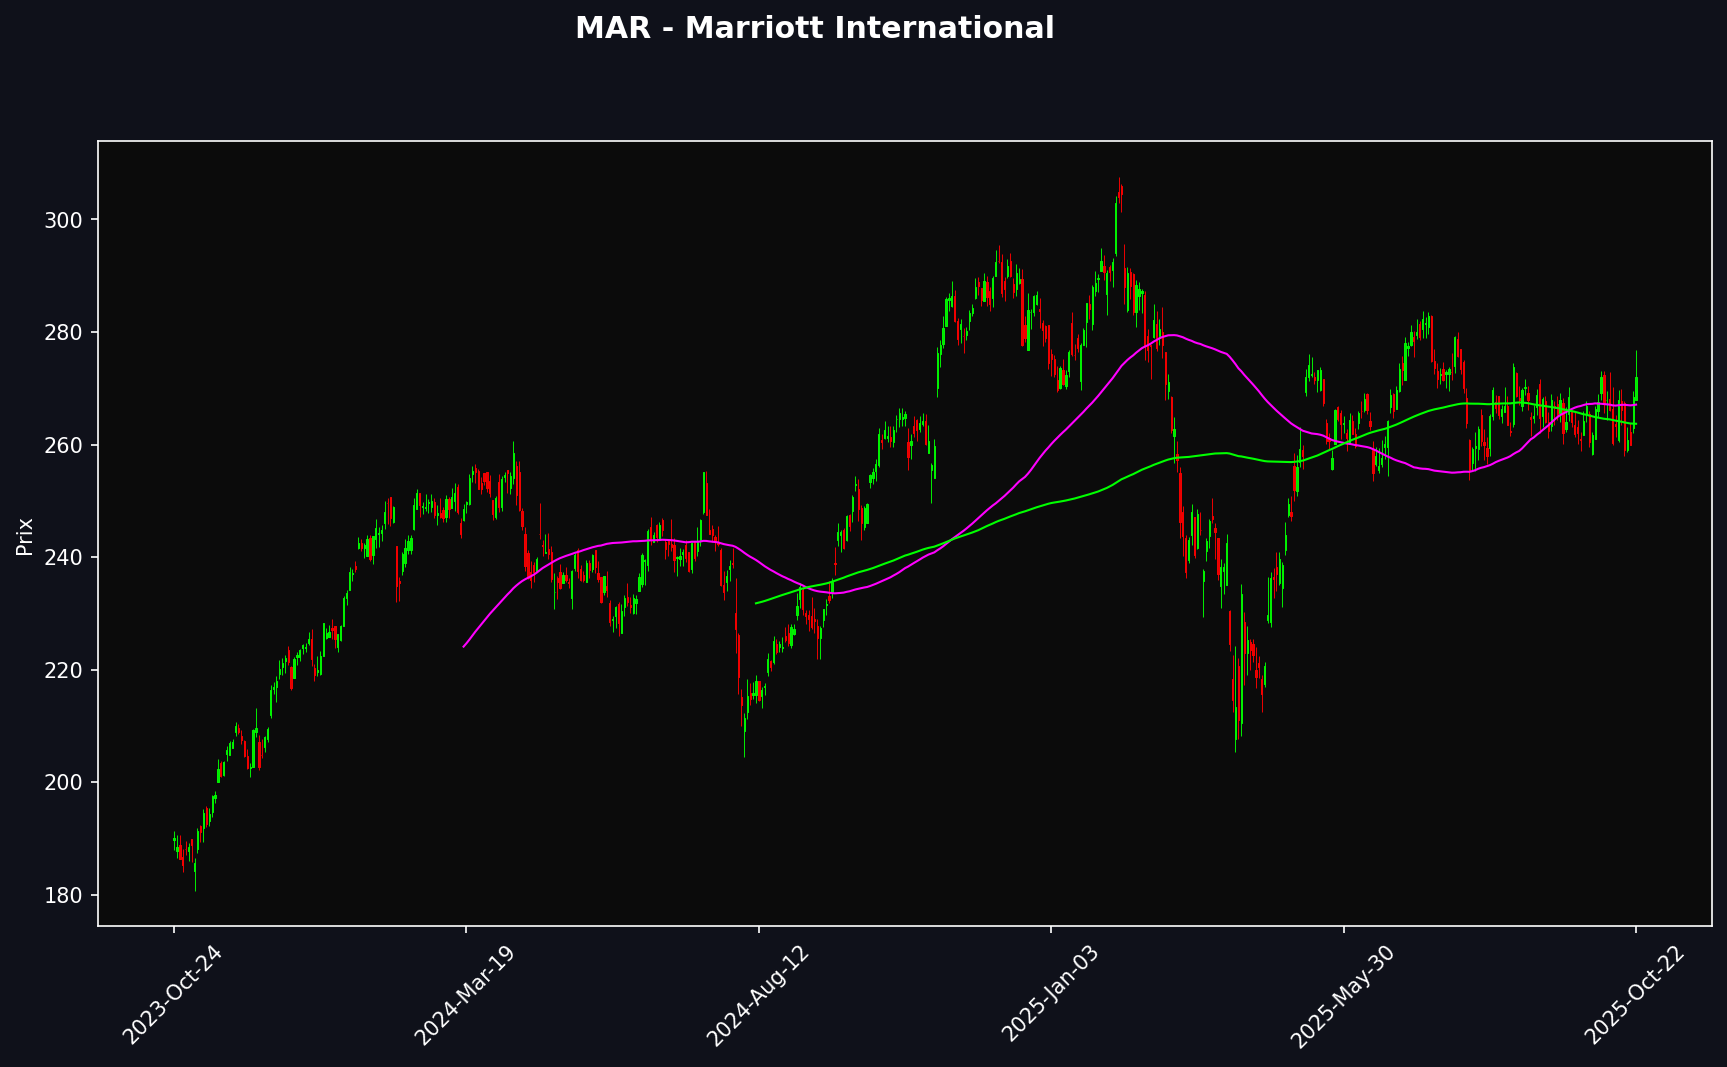 MAR - Marriott International
Prix
300
280
260
240
220
200
180
2023-Oct-24
2024-Mar-19
2024-Aug-12
2025-Jan-03
2025-May-30
2025-Oct-22